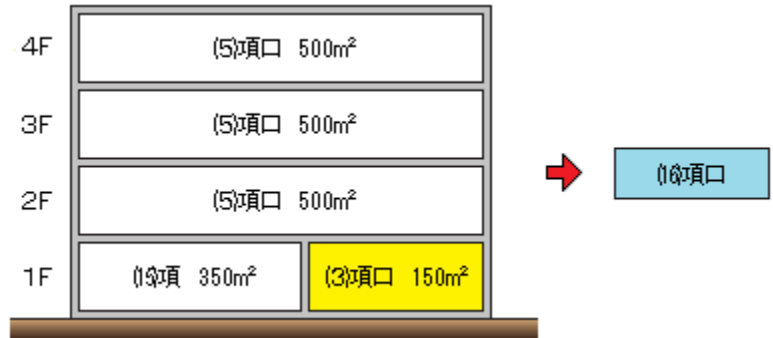 4F (5)項ロ 500㎡
3F (5)項ロ 500㎡
2F (5)項ロ 500㎡
⒃項ロ
1F ⒂項 350㎡ (3)項ロ 150㎡